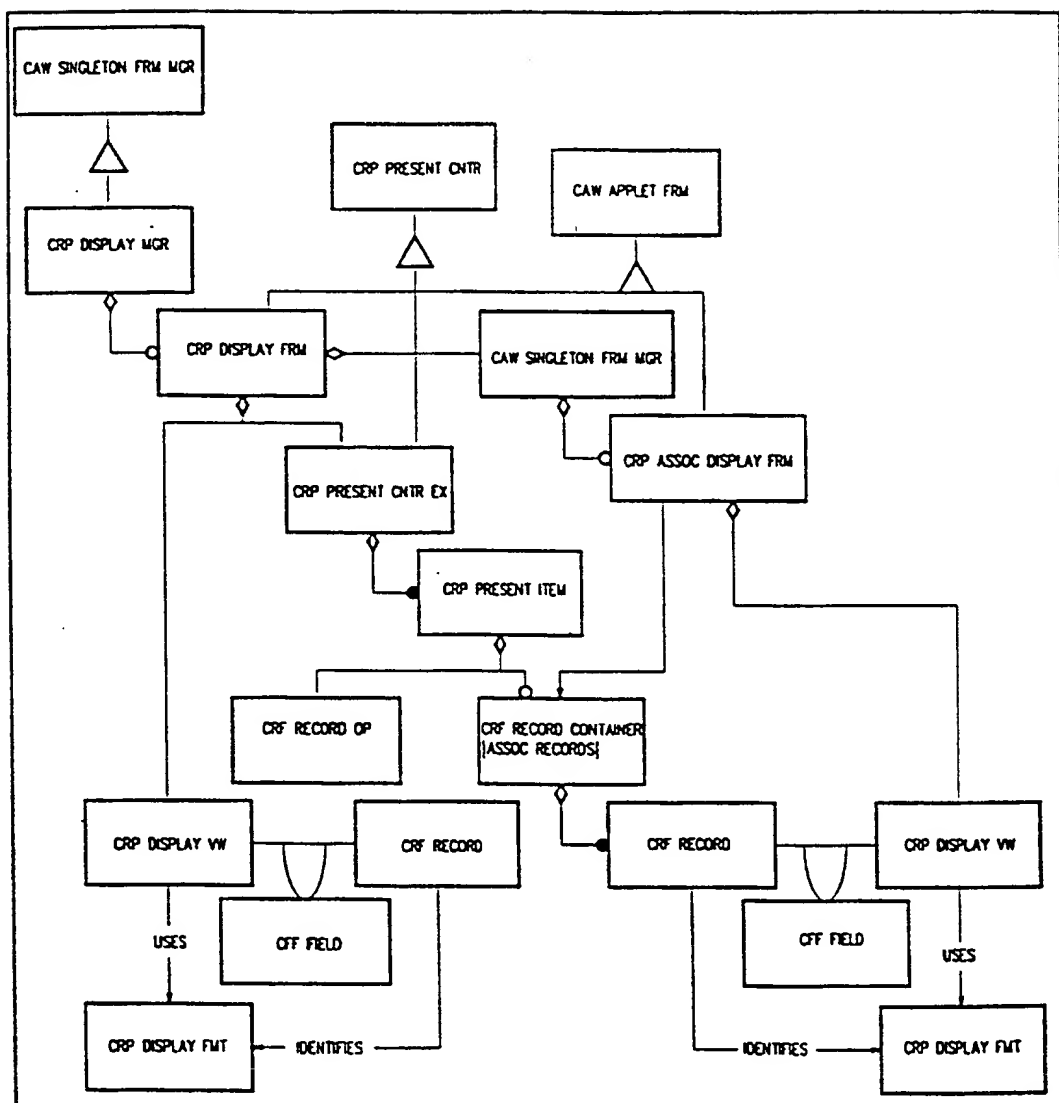 CAW SINGLETON FRM MGR
CRP PRESENT CNTR
CAW APPLET FRM
CRP DISPLAY MGR
CRP DISPLAY FRM
CAW SINGLETON FRM MGR
CRP ASSOC DISPLAY FRM
CRP PRESENT CNTR EX
CRP PRESENT ITEM
CRF RECORD OP
CRF RECORD CONTAINER
{ASSOC RECORDS}
CRP DISPLAY VW
CRF RECORD
CRF RECORD
CRP DISPLAY VW
CFF FIELD
CFF FIELD
USES
USES
CRP DISPLAY FMT
IDENTIFIES
IDENTIFIES
CRP DISPLAY FMT